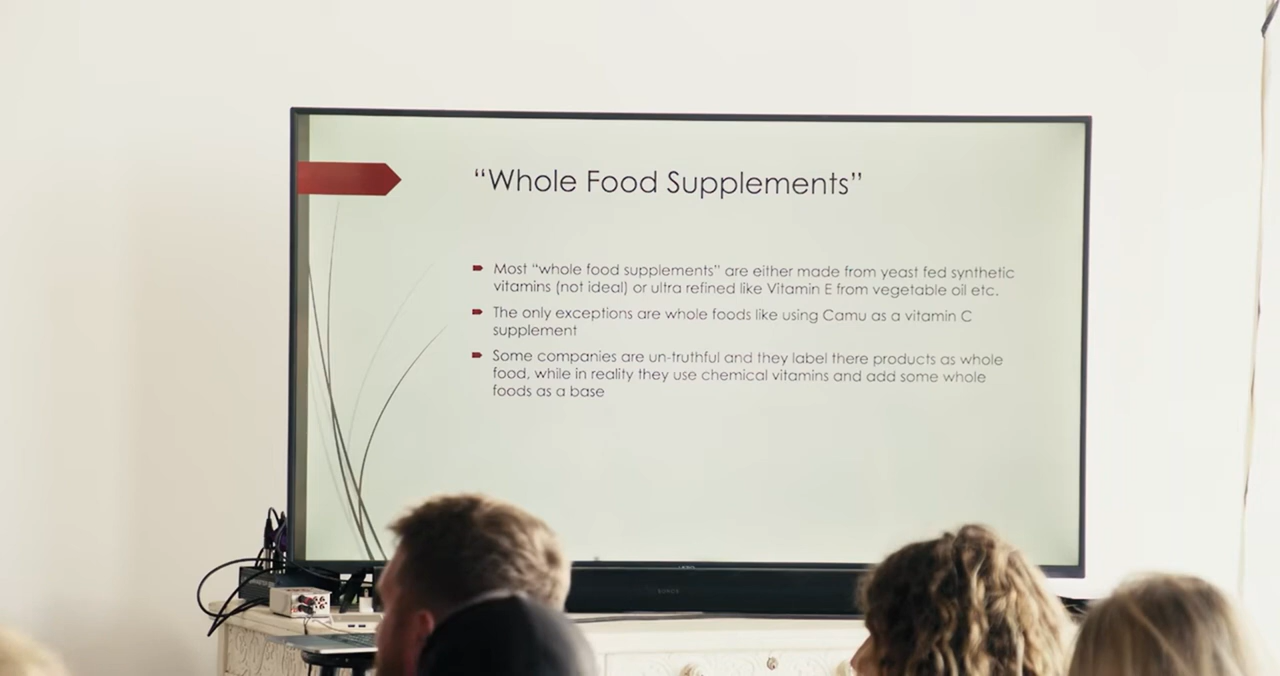 “Whole Food Supplements”
Most “whole food supplements” are either made from yeast fed synthetic
vitamins (not ideal) or ultra refined like Vitamin E from vegetable oil etc.
The only exceptions are whole foods like using Camu as a vitamin C
supplement
Some companies are un-truthful and they label there products as whole
food, while in reality they use chemical vitamins and add some whole
foods as a base